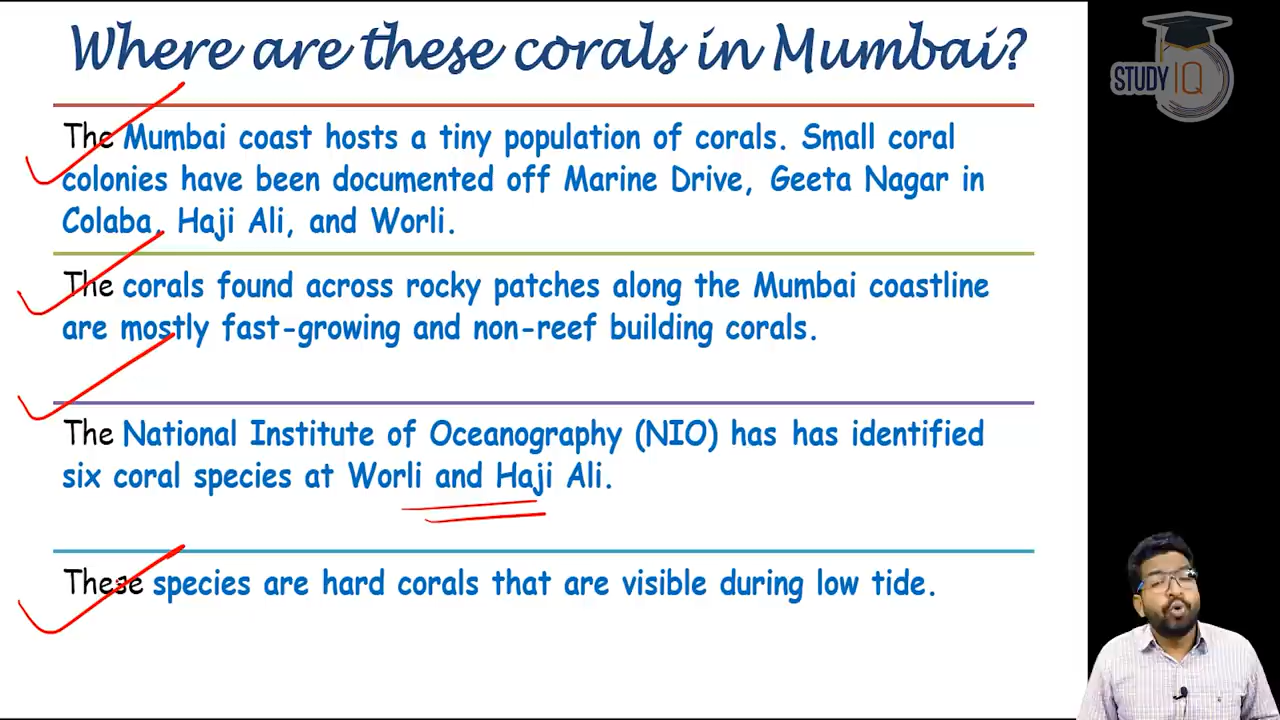 Where are these corals in Mumbai?
STUDY IQ
The Mumbai coast hosts a tiny population of corals. Small coral
colonies have been documented off Marine Drive, Geeta Nagar in
Colaba, Haji Ali, and Worli.
The corals found across rocky patches along the Mumbai coastline
are mostly fast-growing and non-reef building corals.
The National Institute of Oceanography (NIO) has has identified
six coral species at Worli and Haji Ali.
These species are hard corals that are visible during low tide.